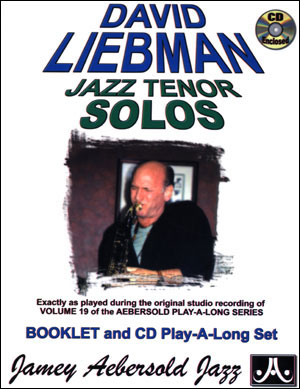 DAVID
LIEBMAN
CD
Enclosed
JAZZ TENOR
SOLOS
Exactly as played during the original studio recording of
VOLUME 19 of the AEBERSOLD PLAY-A-LONG SERIES
BOOKLET and CD Play-A-Long Set
Jamey Aebersold Jazz
JA